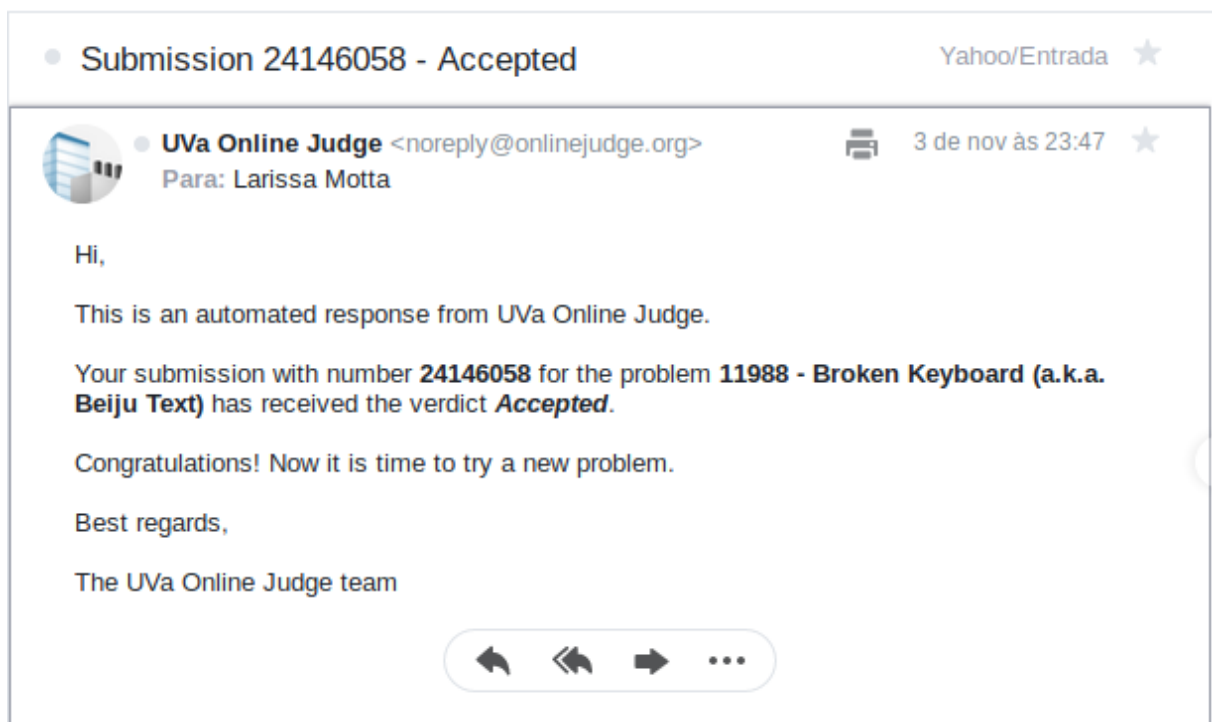 Submission 24146058 - Accepted Yahoo/Entrada
UVa Online Judge <noreply@onlinejudge.org> 3 de nov às 23:47
Para: Larissa Motta
Hi,
This is an automated response from UVa Online Judge.
Your submission with number 24146058 for the problem 11988 - Broken Keyboard (a.k.a.
Beiju Text) has received the verdict Accepted.
Congratulations! Now it is time to try a new problem.
Best regards,
The UVa Online Judge team